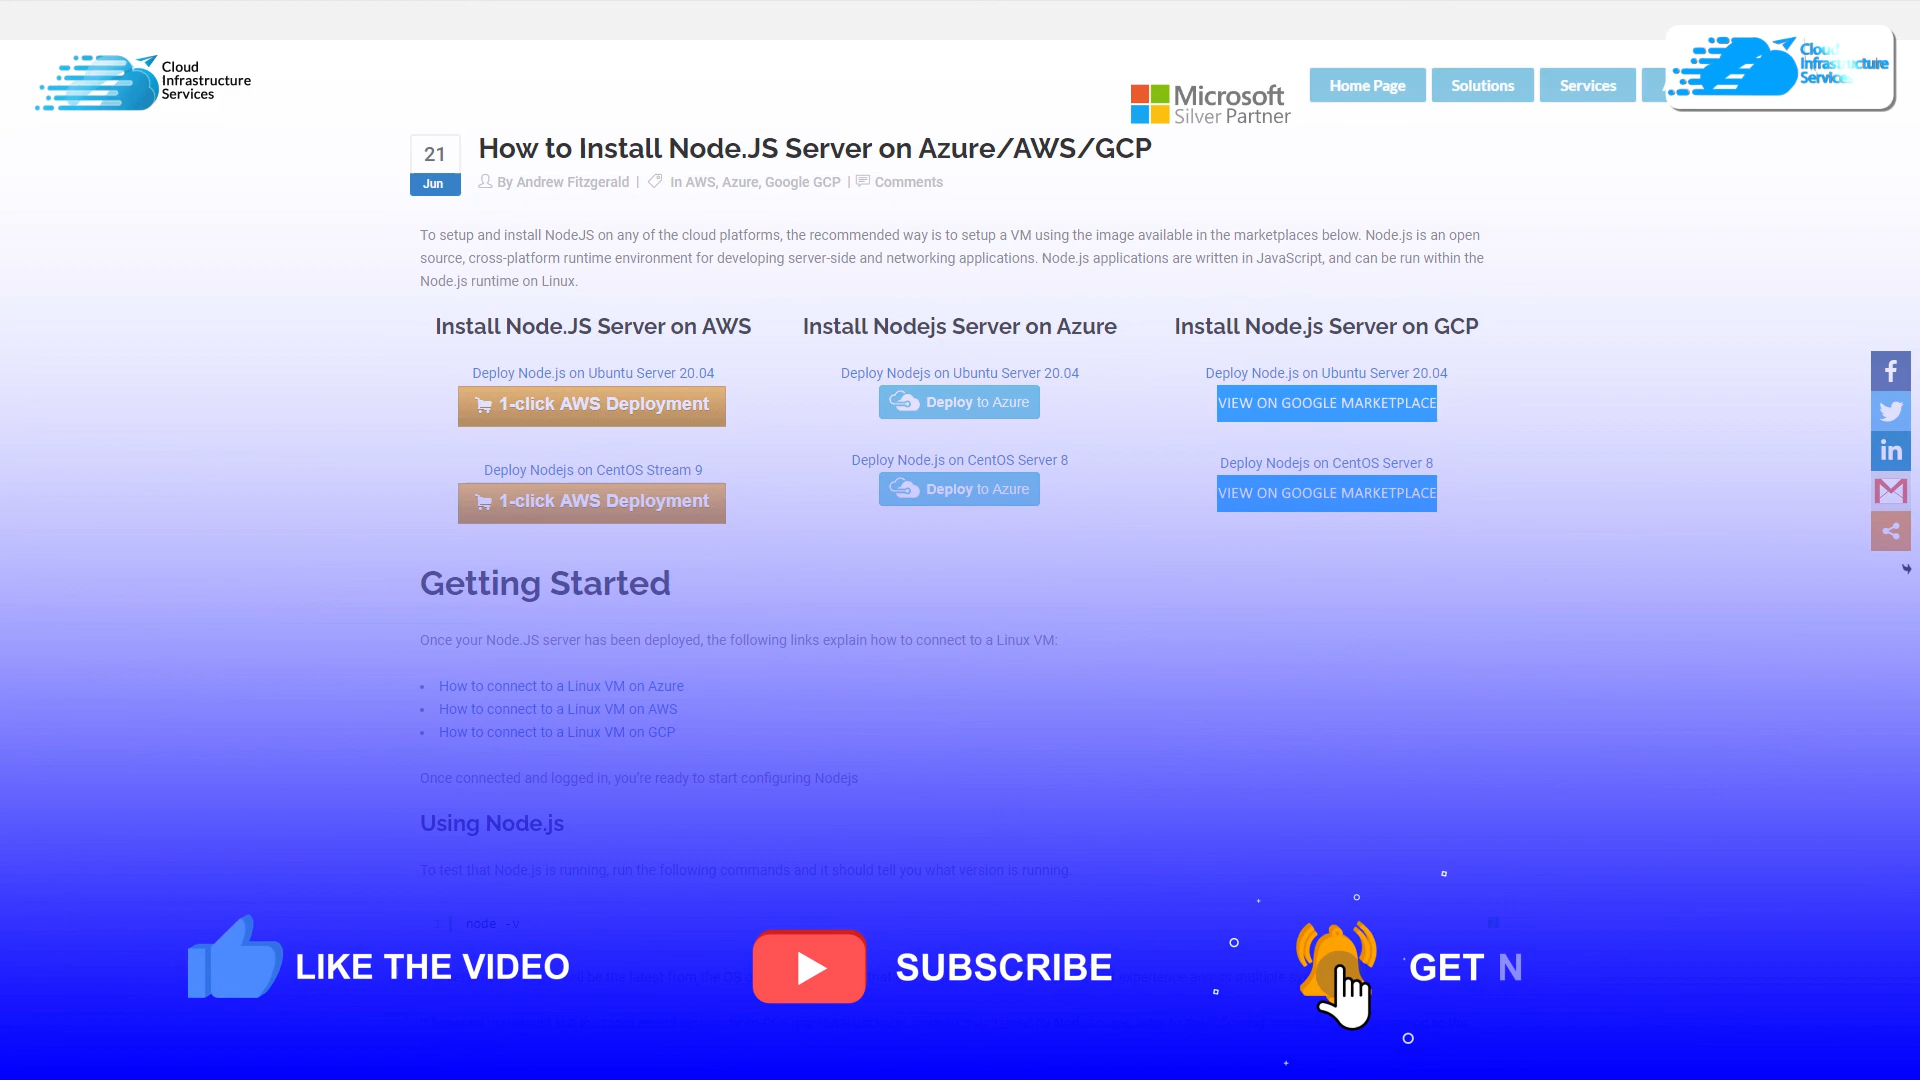 Cloud
Infrastructure
Services
Microsoft
Silver Partner
Home Page
Solutions
Services
Cloud
Infrastructure
Services
21
Jun
How to Install Node.JS Server on Azure/AWS/GCP
By Andrew Fitzgerald | In AWS, Azure, Google GCP | Comments
To setup and install NodeJS on any of the cloud platforms, the recommended way is to setup a VM using the image available in the marketplaces below. Node.js is an open
source, cross-platform runtime environment for developing server-side and networking applications. Node.js applications are written in JavaScript, and can be run within the
Node.js runtime on Linux.
Install Node.JS Server on AWS
Deploy Node.js on Ubuntu Server 20.04
1-click AWS Deployment
Deploy Nodejs on CentOS Stream 9
1-click AWS Deployment
Install Nodejs Server on Azure
Deploy Nodejs on Ubuntu Server 20.04
Deploy to Azure
Deploy Node.js on CentOS Server 8
Deploy to Azure
Install Node.js Server on GCP
Deploy Node.js on Ubuntu Server 20.04
VIEW ON GOOGLE MARKETPLACE
Deploy Nodejs on CentOS Server 8
VIEW ON GOOGLE MARKETPLACE
Getting Started
Once your Node.JS server has been deployed, the following links explain how to connect to a Linux VM:
• How to connect to a Linux VM on Azure
• How to connect to a Linux VM on AWS
• How to connect to a Linux VM on GCP
Once connected and logged in, you're ready to start configuring Nodejs
Using Node.js
To test that Node.js is running, run the following commands and it should tell you what version is running.
1 node -v
LIKE THE VIDEO
SUBSCRIBE
GET N